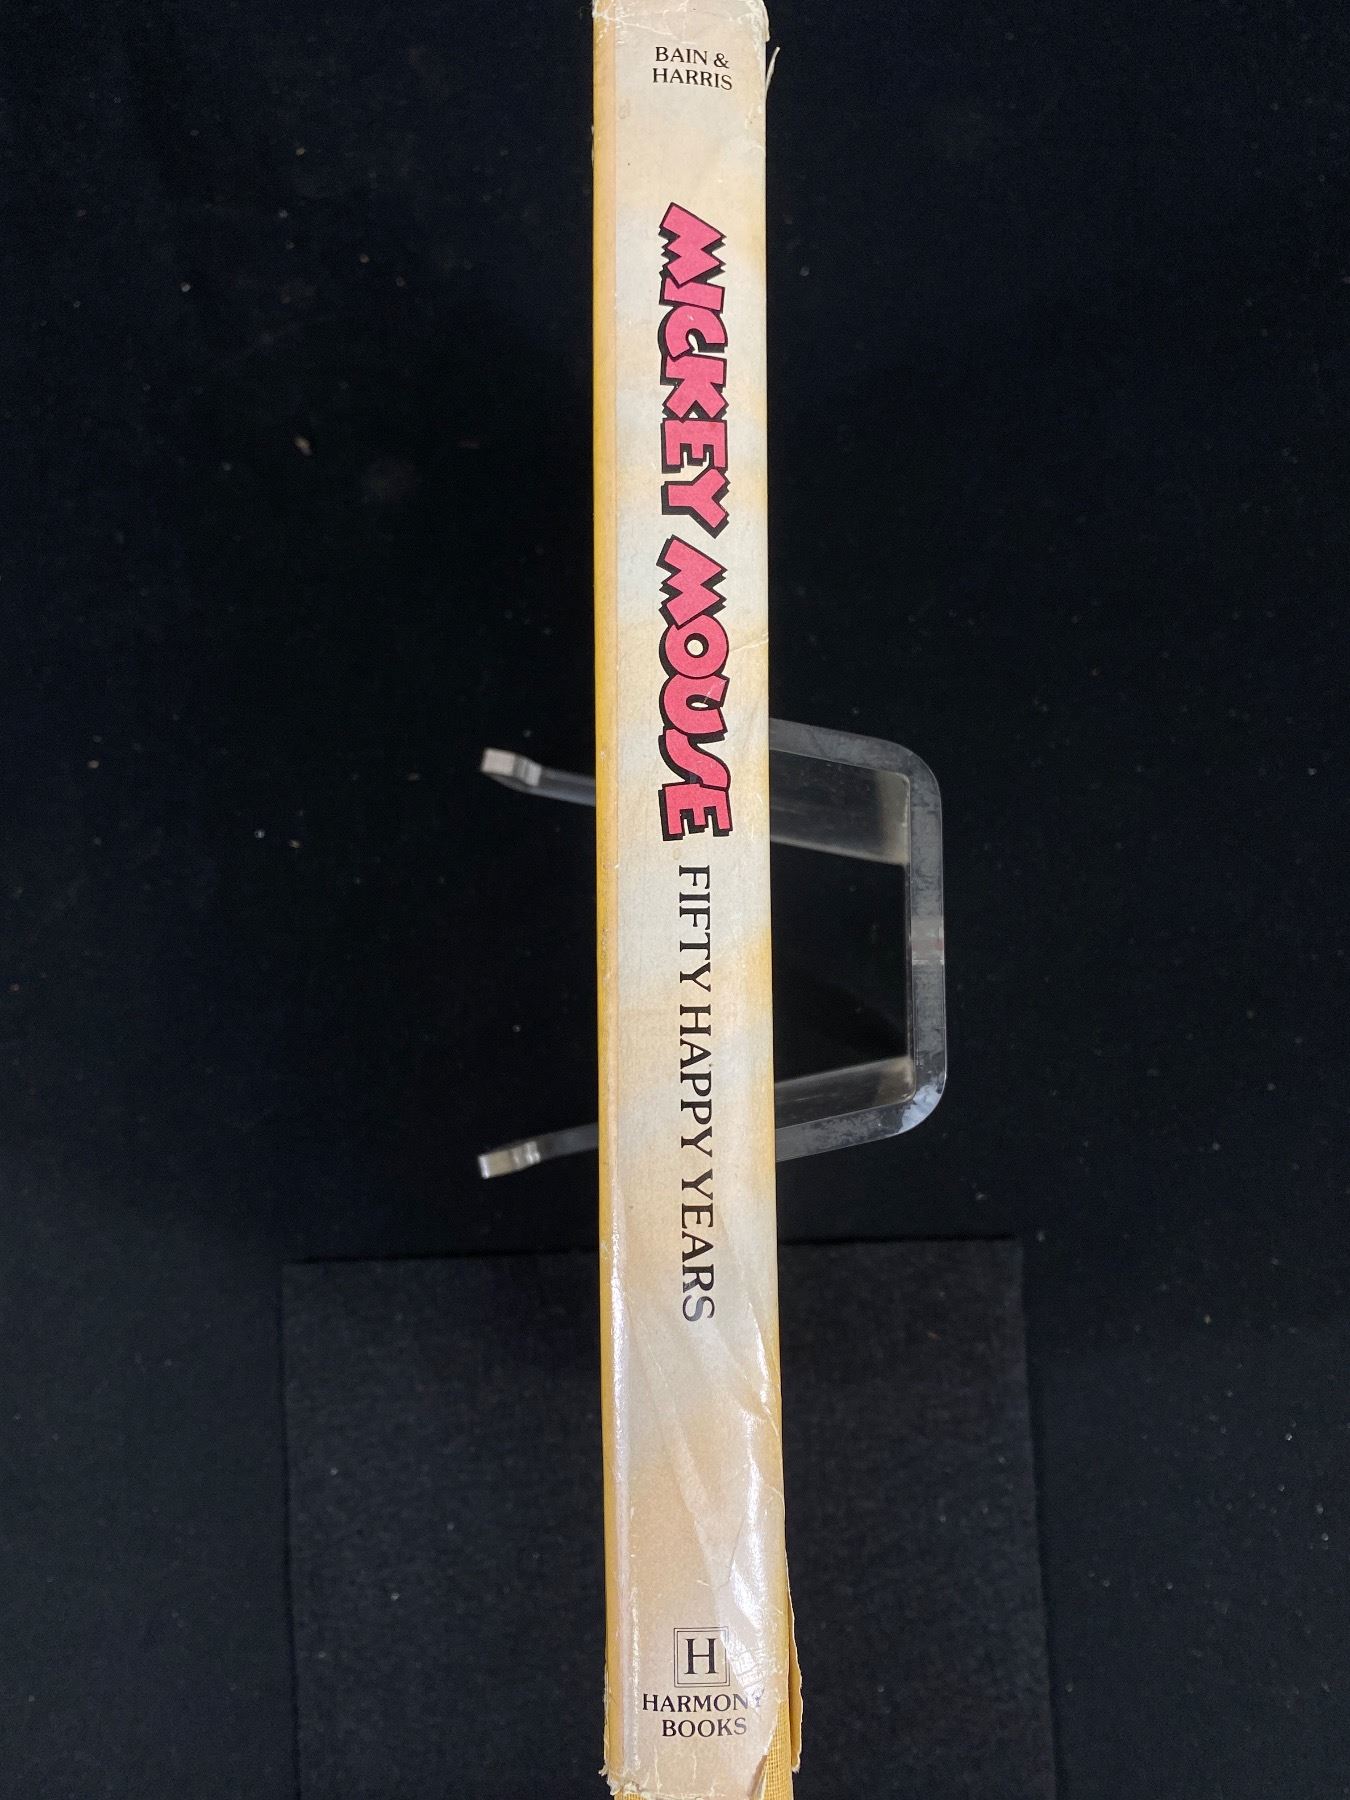 BAIN &
HARRIS
MICKEY MOUSE FIFTY HAPPY YEARS
H
HARMONY
BOOKS